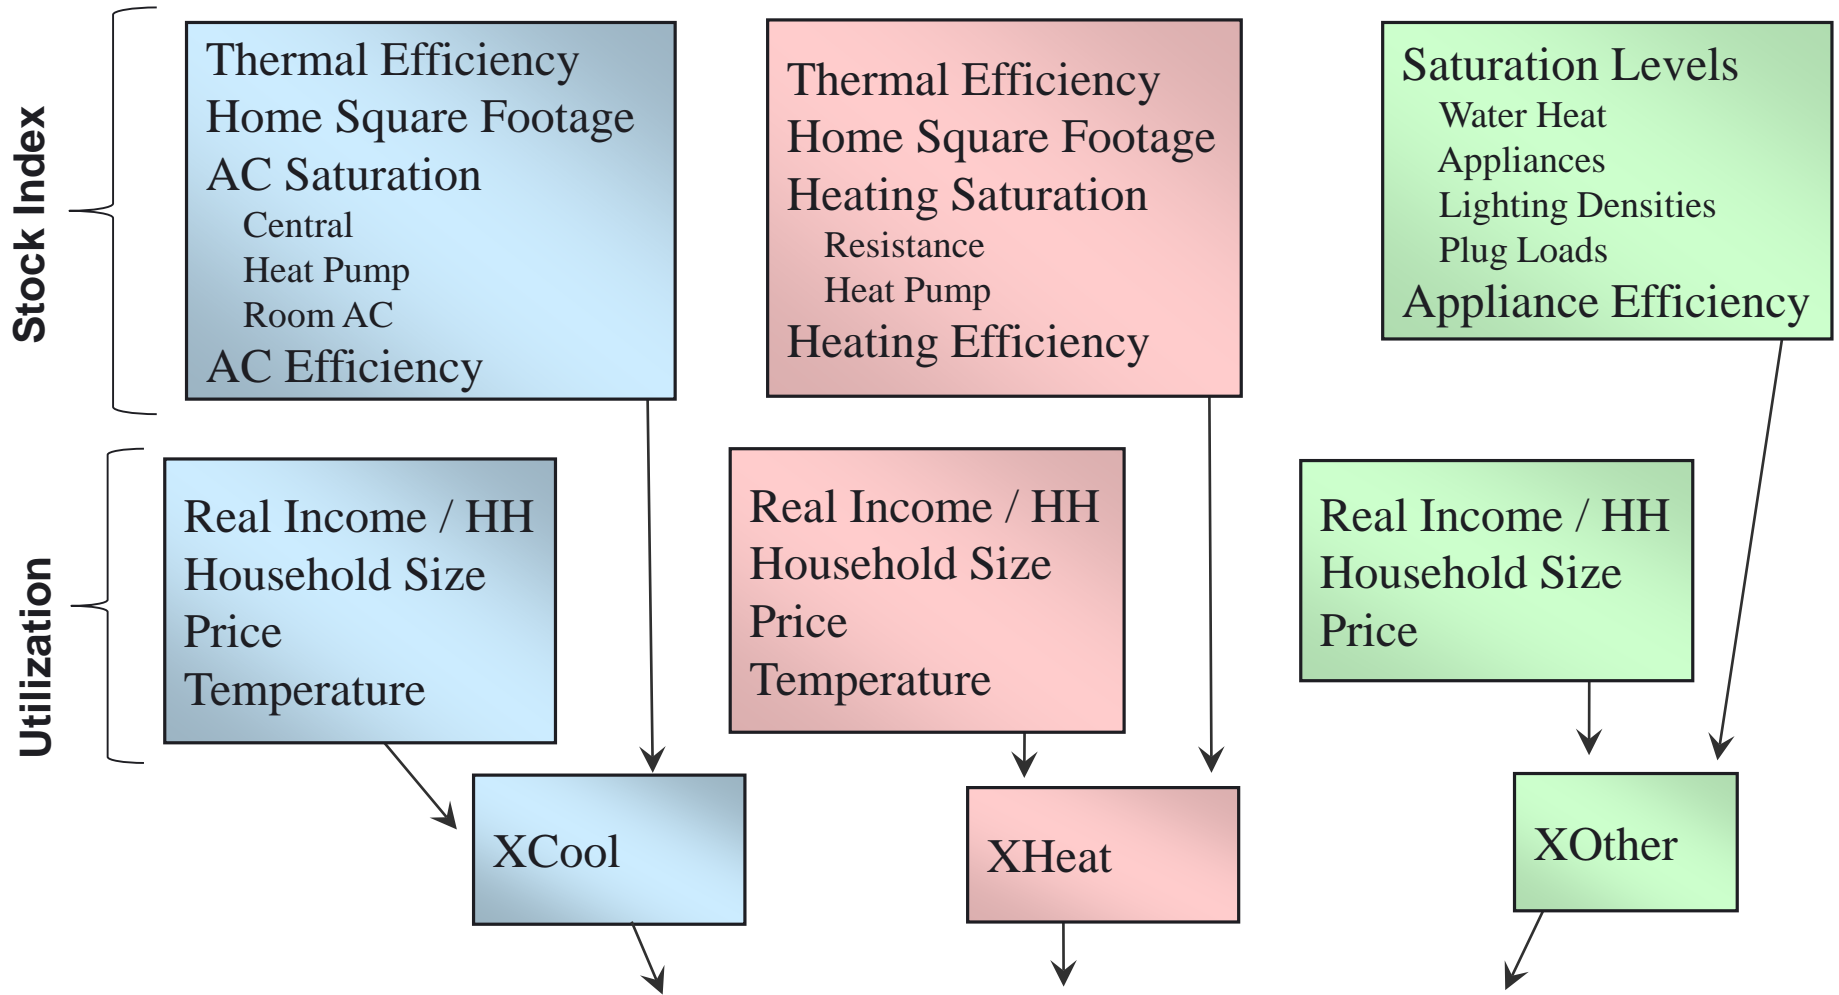 Stock Index
Thermal Efficiency
Home Square Footage
AC Saturation
Central
Heat Pump
Room AC
AC Efficiency
Thermal Efficiency
Home Square Footage
Heating Saturation
Resistance
Heat Pump
Heating Efficiency
Saturation Levels
Water Heat
Appliances
Lighting Densities
Plug Loads
Appliance Efficiency
Utilization
Real Income / HH
Household Size
Price
Temperature
Real Income / HH
Household Size
Price
Temperature
Real Income / HH
Household Size
Price
XCool
XHeat
XOther